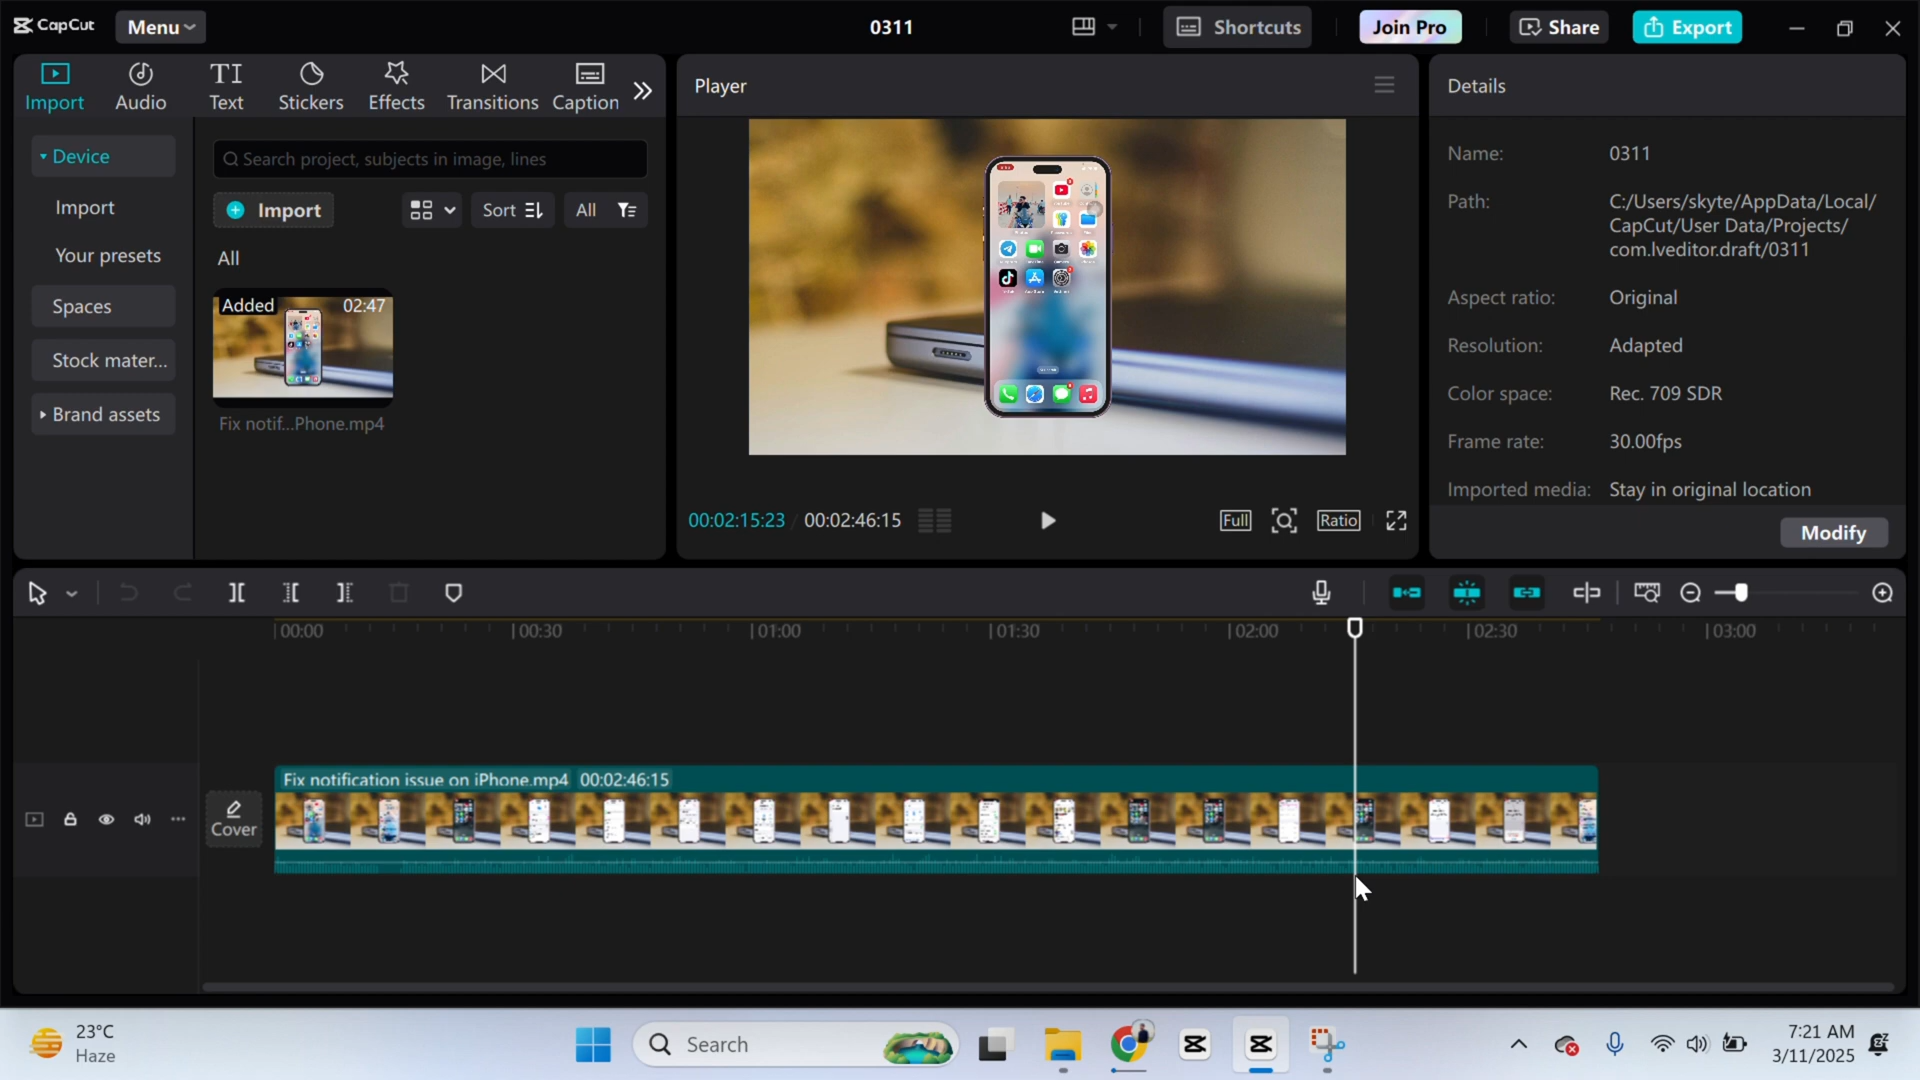 CapCut
Menu
0311
Shortcuts
Join Pro
Share
Export
Import
Audio
TI
Text
Stickers
Effects
Transitions
Caption
Device
Import
Your presets
Spaces
Stock mater...
Brand assets
Search project, subjects in image, lines
Import
Sort
All
All
Added
02:47
Fix notif...Phone.mp4
Player
00:02:15:23 / 00:02:46:15
Full
Ratio
Details
Name: 0311
Path: C:/Users/skyte/AppData/Local/
CapCut/User Data/Projects/
com.lveditor.draft/0311
Aspect ratio: Original
Resolution: Adapted
Color space: Rec. 709 SDR
Frame rate: 30.00fps
Imported media: Stay in original location
Modify
00:00
00:30
01:00
01:30
02:00
02:30
03:00
Fix notification issue on iPhone.mp4 00:02:46:15
Cover
23°C
Haze
Search
7:21 AM
3/11/2025